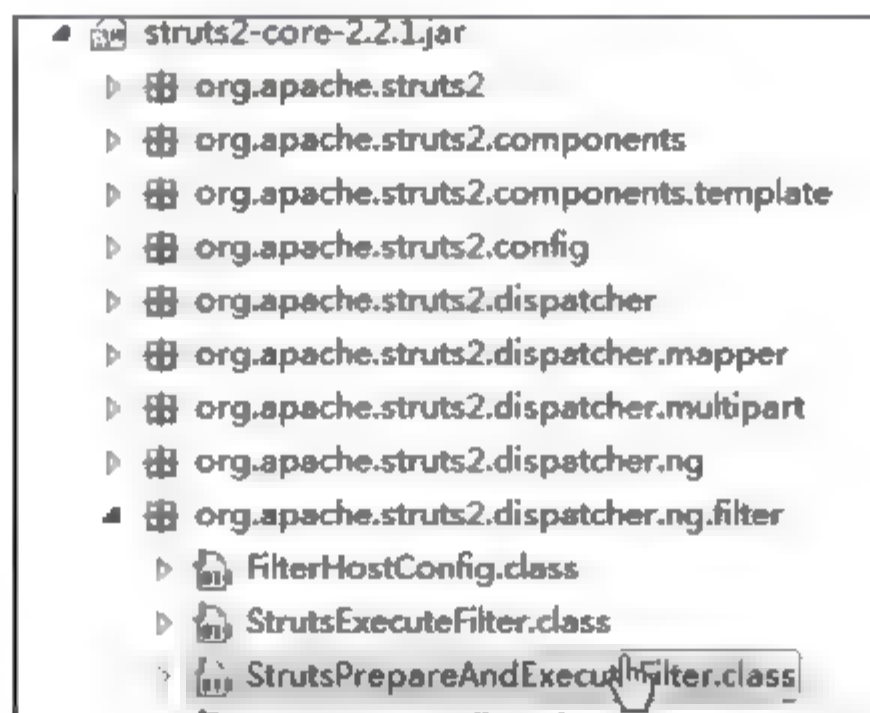 struts2-core-2.2.1.jar
org.apache.struts2
org.apache.struts2.components
org.apache.struts2.components.template
org.apache.struts2.config
org.apache.struts2.dispatcher
org.apache.struts2.dispatcher.mapper
org.apache.struts2.dispatcher.multipart
org.apache.struts2.dispatcher.ng
org.apache.struts2.dispatcher.ng.filter
FilterHostConfig.class
StrutsExecuteFilter.class
StrutsPrepareAndExecuteFilter.class